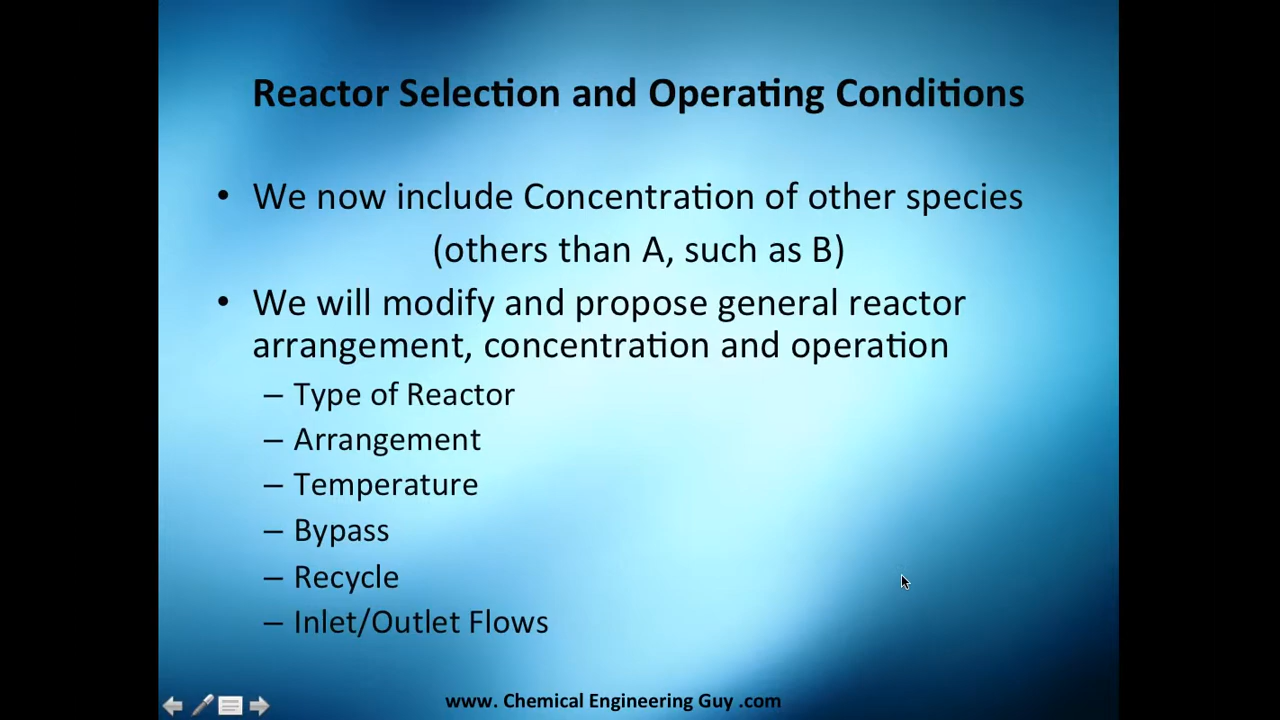 Reactor Selection and Operating Conditions
• We now include Concentration of other species
(others than A, such as B)
• We will modify and propose general reactor
arrangement, concentration and operation
– Type of Reactor
– Arrangement
– Temperature
– Bypass
– Recycle
– Inlet/Outlet Flows
www. Chemical Engineering Guy .com